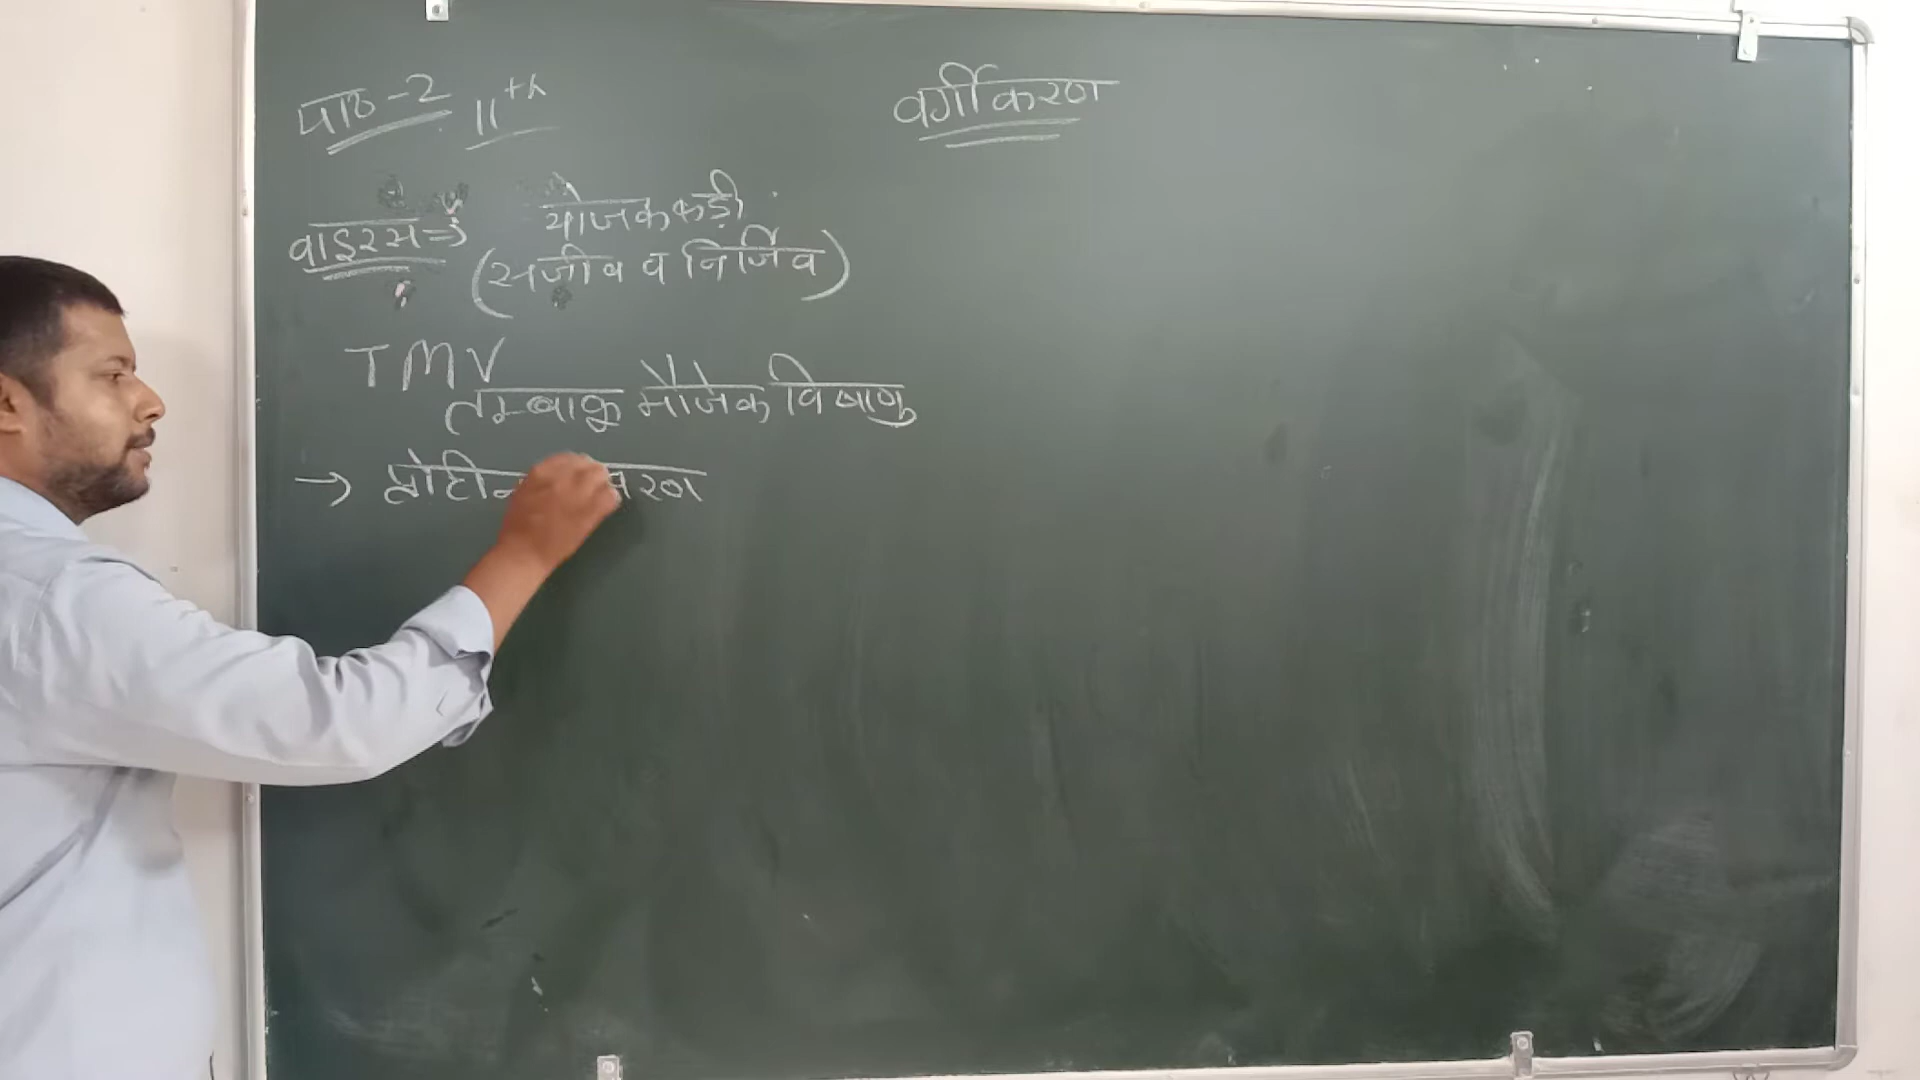 पाठ-2 11th
वर्गीकरण
वाइरस⇒ योजक कड़ी
(सजीव व निर्जिव)
TMV
तम्बाकू मौजेक विषाणु
→ प्रोटीन